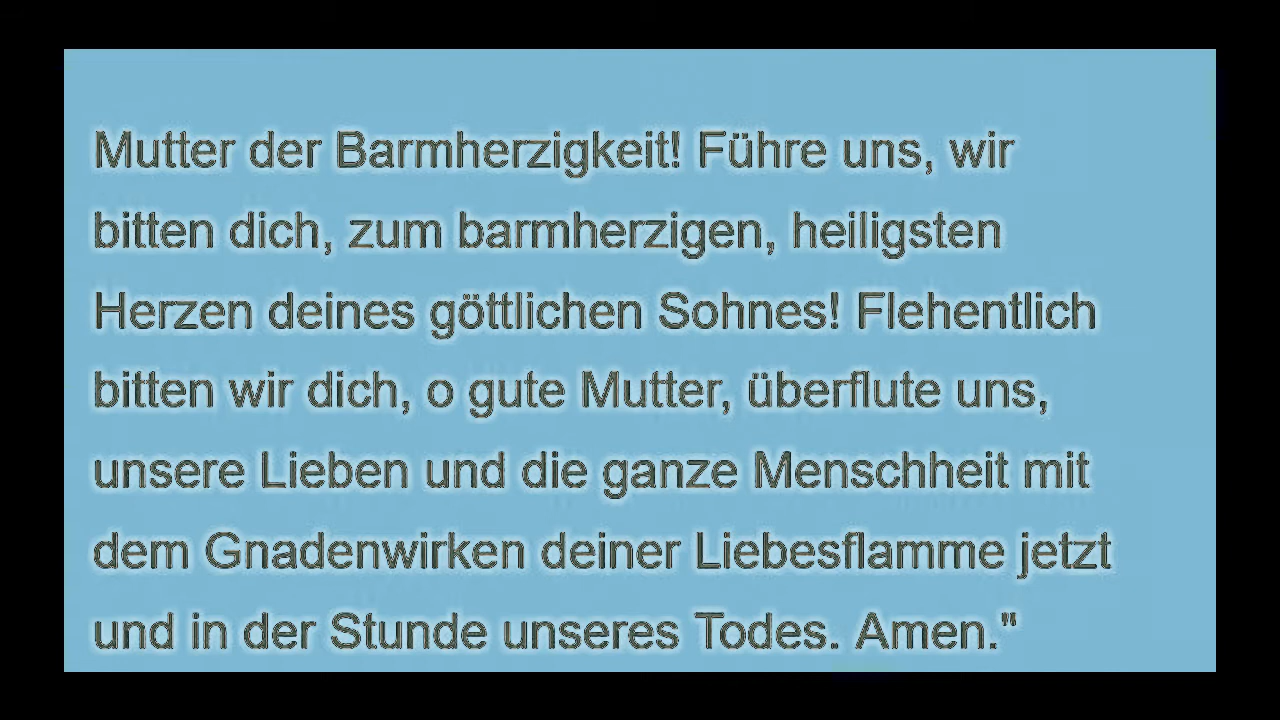 Mutter der Barmherzigkeit! Führe uns, wir
bitten dich, zum barmherzigen, heiligsten
Herzen deines göttlichen Sohnes! Flehentlich
bitten wir dich, o gute Mutter, überflute uns,
unsere Lieben und die ganze Menschheit mit
dem Gnadenwirken deiner Liebesflamme jetzt
und in der Stunde unseres Todes. Amen."